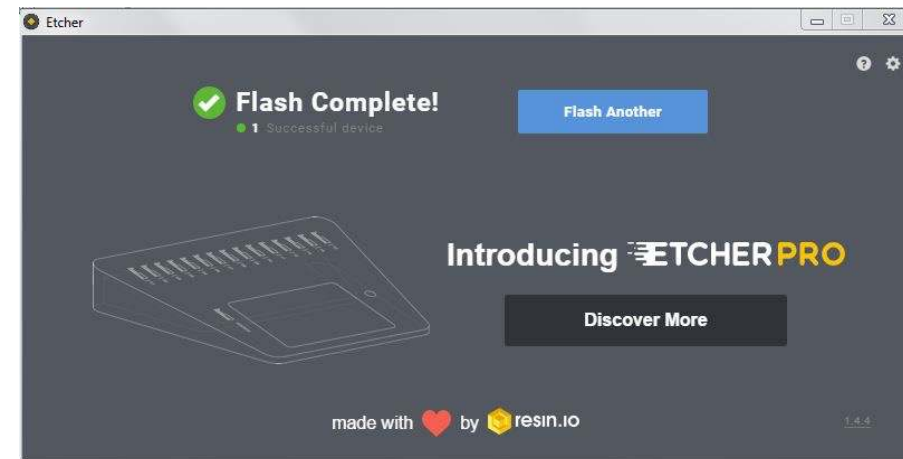 Etcher
Flash Complete!
1 Successful device
Flash Another
Introducing ETCHER PRO
Discover More
made with by resin.io
1.4.4